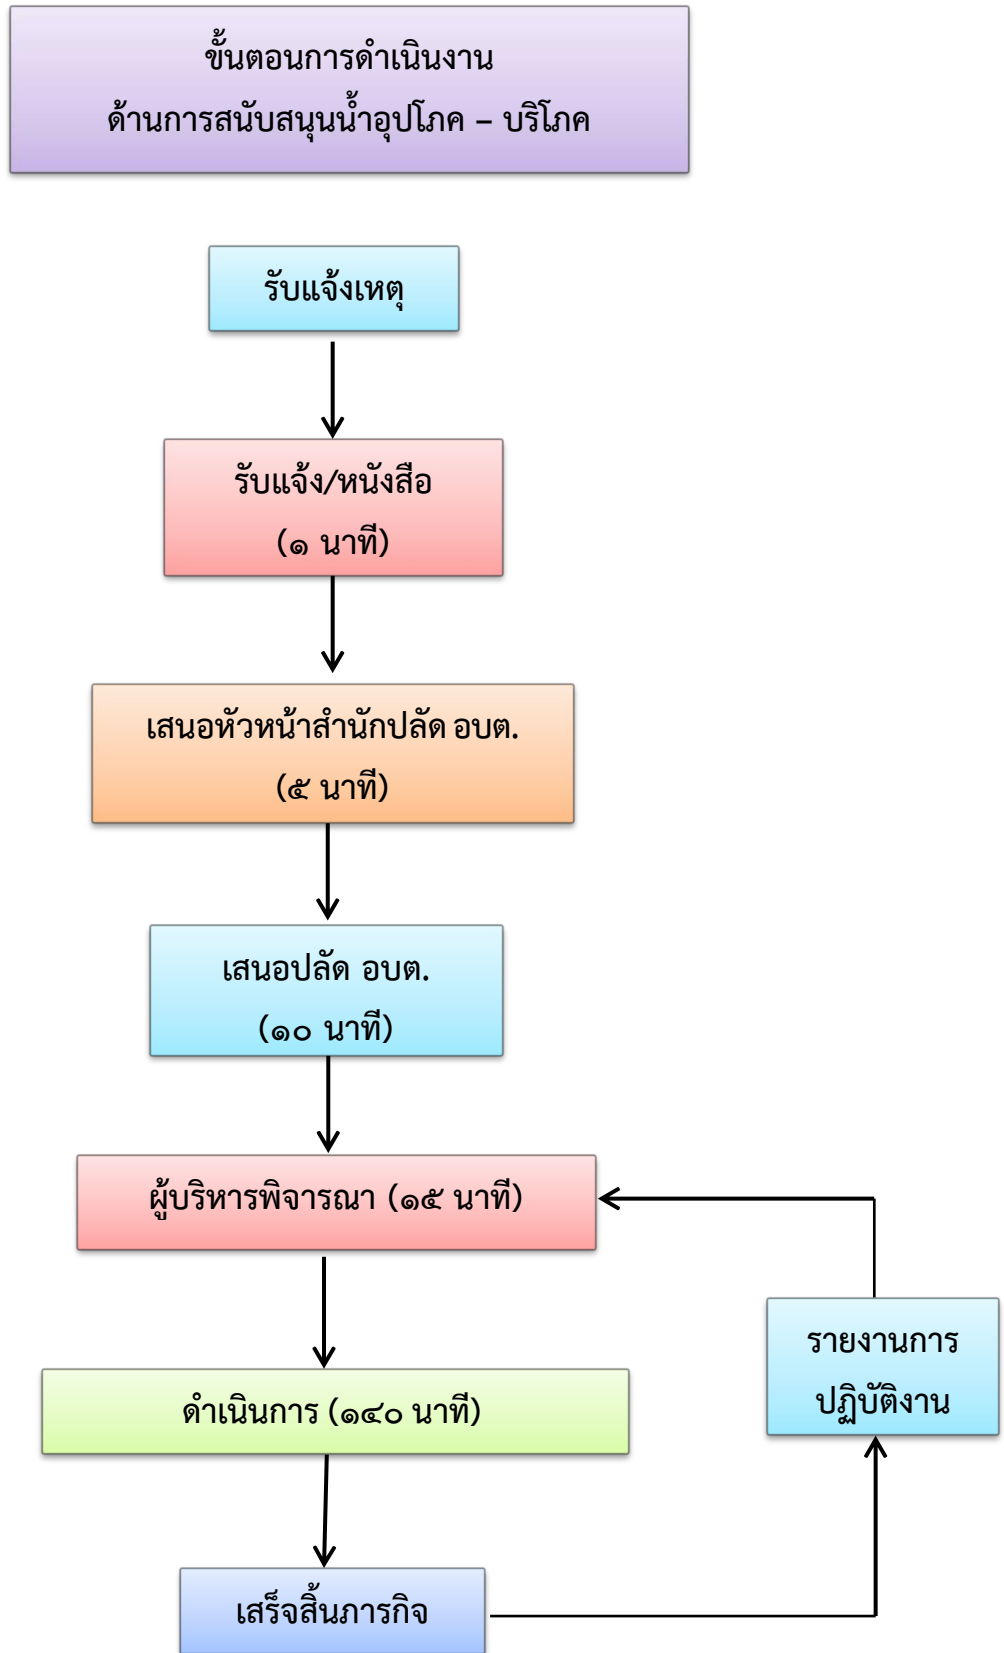 ขั้นตอนการดำเนินงาน
ด้านการสนับสนุนน้ำอุปโภค – บริโภค
รับแจ้งเหตุ
รับแจ้ง/หนังสือ
(๑ นาที)
เสนอหัวหน้าสำนักปลัด อบต.
(๕ นาที)
เสนอปลัด อบต.
(๑๐ นาที)
ผู้บริหารพิจารณา (๑๕ นาที)
รายงานการ
ปฏิบัติงาน
ดำเนินการ (๑๔๐ นาที)
เสร็จสิ้นภารกิจ